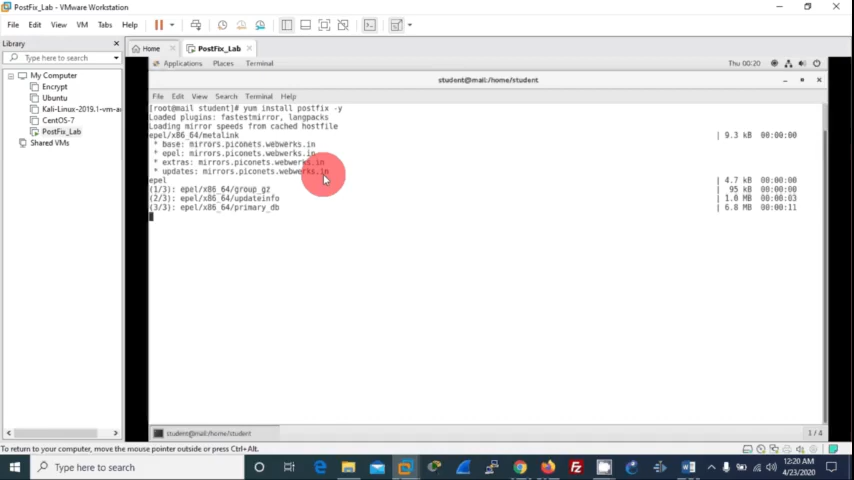 PostFix_Lab - VMware Workstation
File Edit View VM Tabs Help
Library
Home
PostFix_Lab
Type here to search
Applications Places Terminal
Thu 00:20
My Computer
Encrypt
Ubuntu
Kali-Linux-2019.1-vm-a
CentOS-7
PostFix_Lab
Shared VMs
student@mail:/home/student
File Edit View Search Terminal Help
[root@mail student]# yum install postfix -y
Loaded plugins: fastestmirror, langpacks
Loading mirror speeds from cached hostfile
epel/x86_64/metalink | 9.3 kB 00:00:00
* base: mirrors.piconets.webwerks.in
* epel: mirrors.piconets.webwerks.in
* extras: mirrors.piconets.webwerks.in
* updates: mirrors.piconets.webwerks.in
epel | 4.7 kB 00:00:00
(1/3): epel/x86_64/group_gz | 95 kB 00:00:00
(2/3): epel/x86_64/updateinfo | 1.0 MB 00:00:03
(3/3): epel/x86_64/primary_db | 6.8 MB 00:00:11
student@mail:/home/student
1 / 4
To return to your computer, move the mouse pointer outside or press Ctrl+Alt.
Type here to search
12:20 AM
4/23/2020